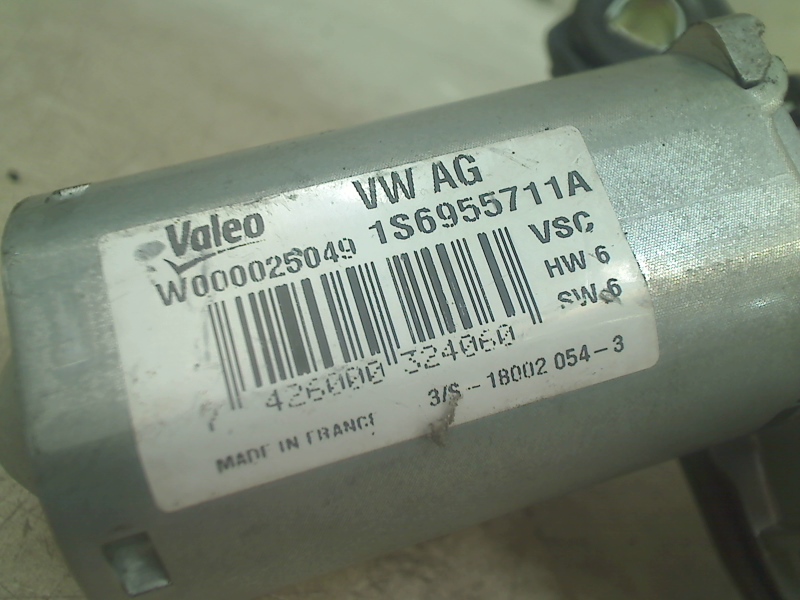 VW AG
Valeo
W000025049 1S6955711A
VSC
HW 6
SW 6
7 426000 324060
3/S - 18002 054-3
MADE IN FRANCE